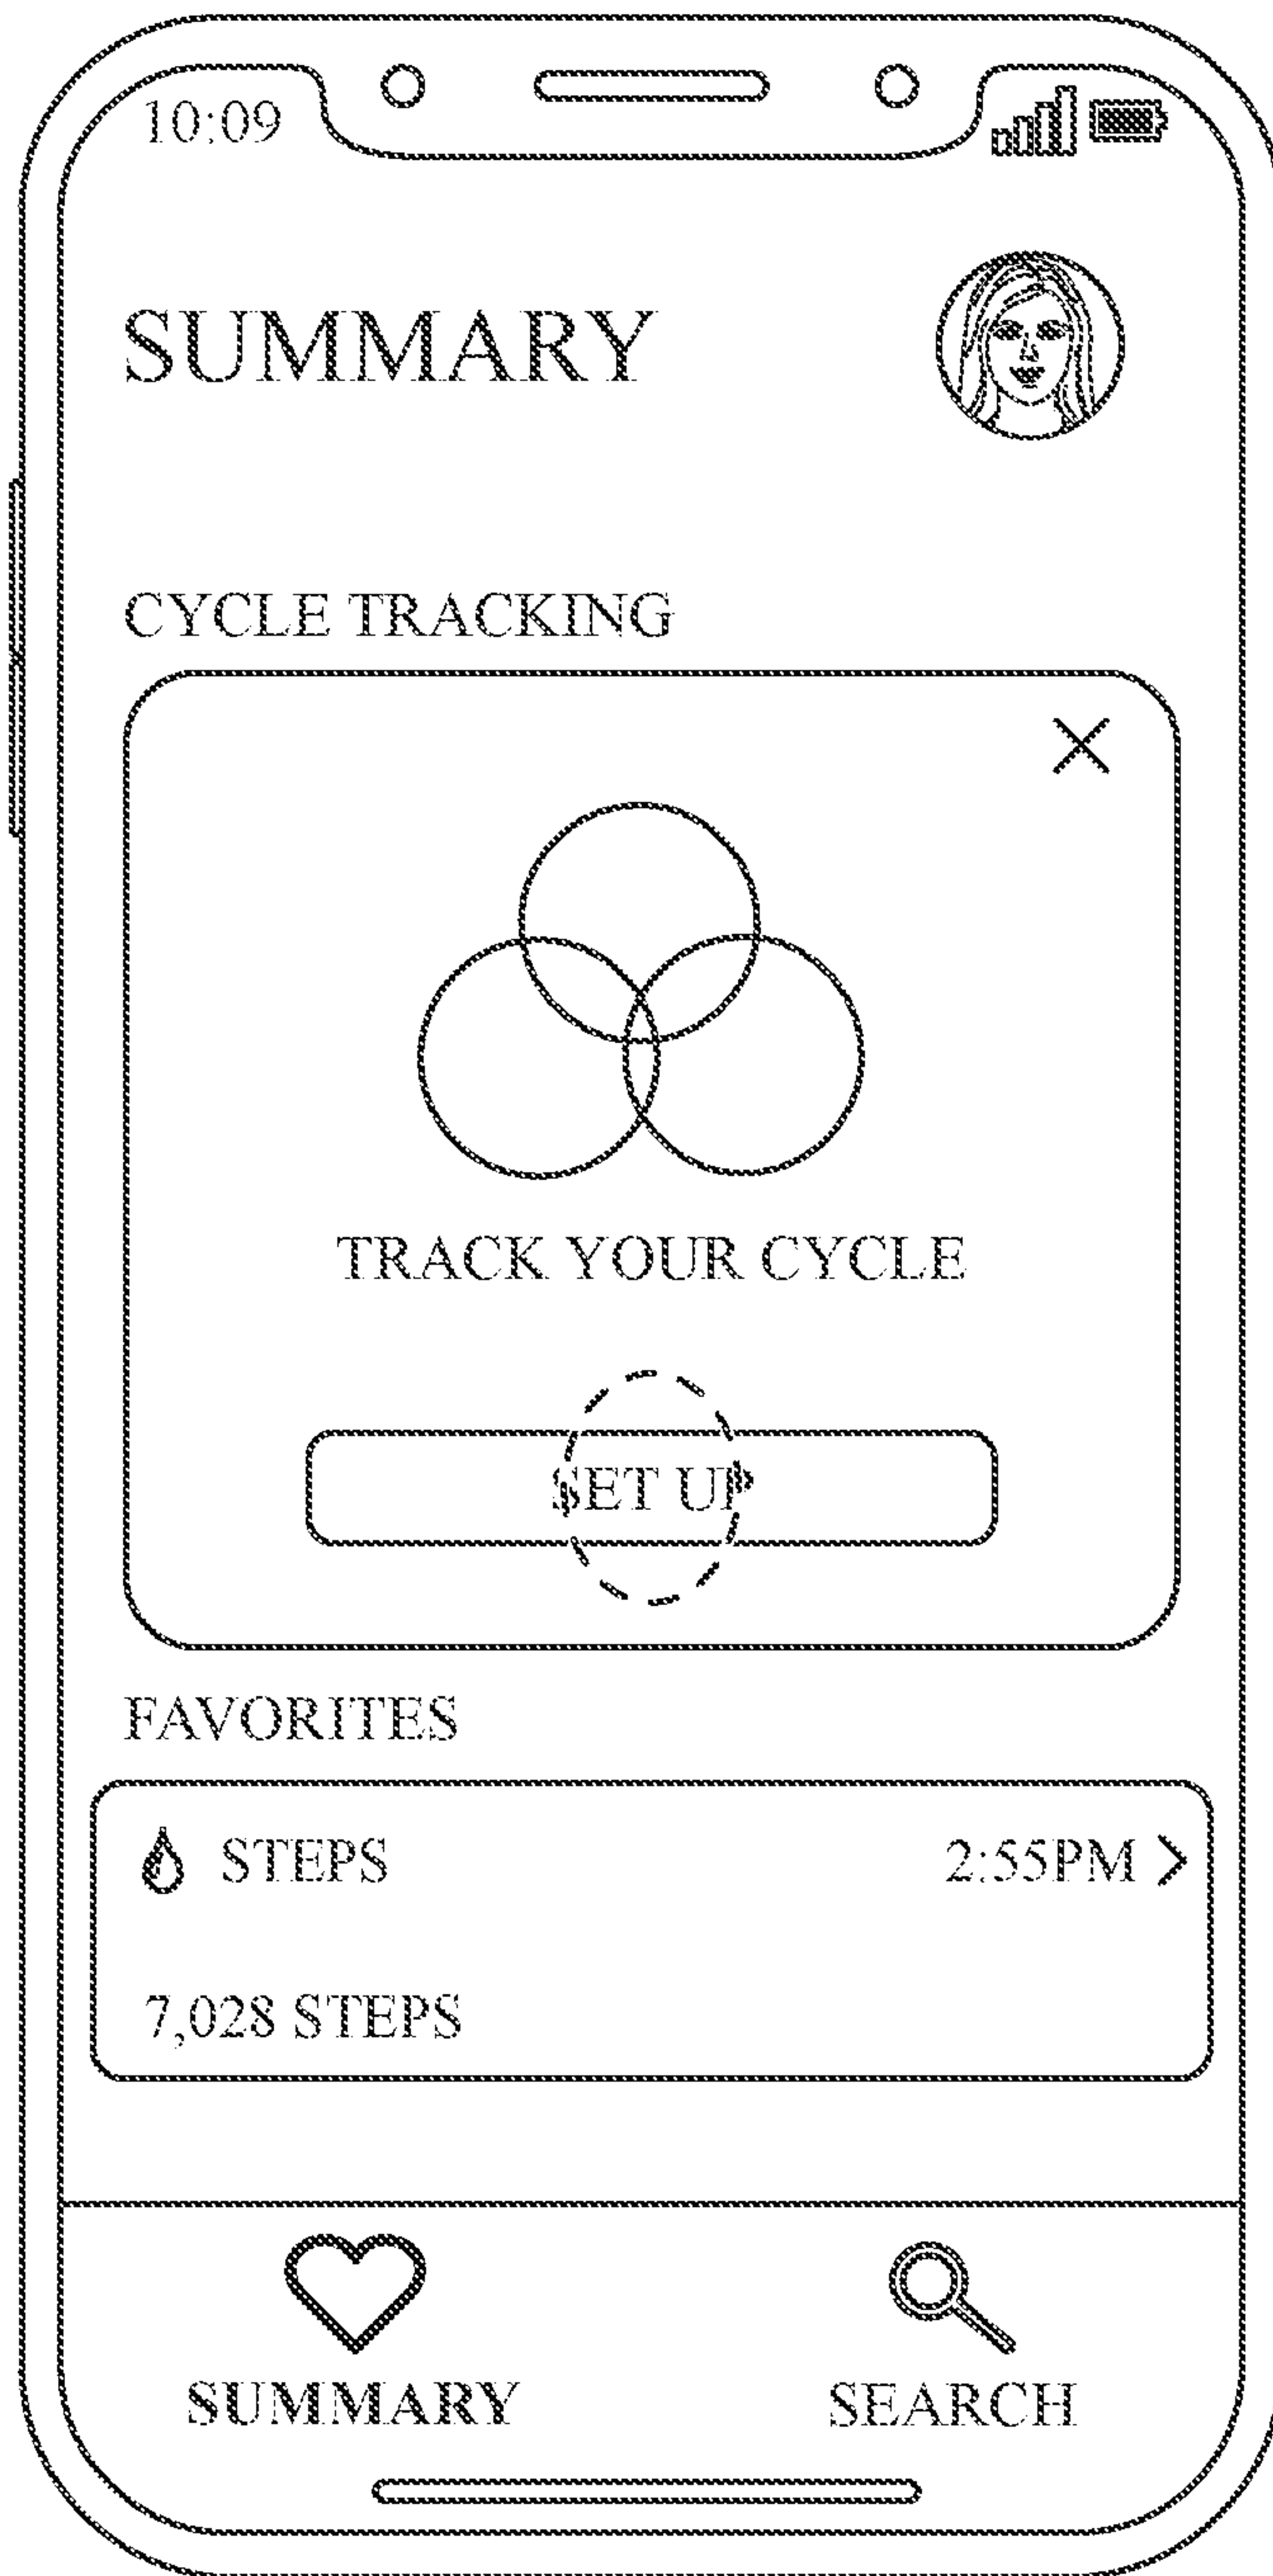 10:09
SUMMARY
CYCLE TRACKING
TRACK YOUR CYCLE
SET UP
FAVORITES
STEPS 2:55PM
7,028 STEPS
SUMMARY SEARCH